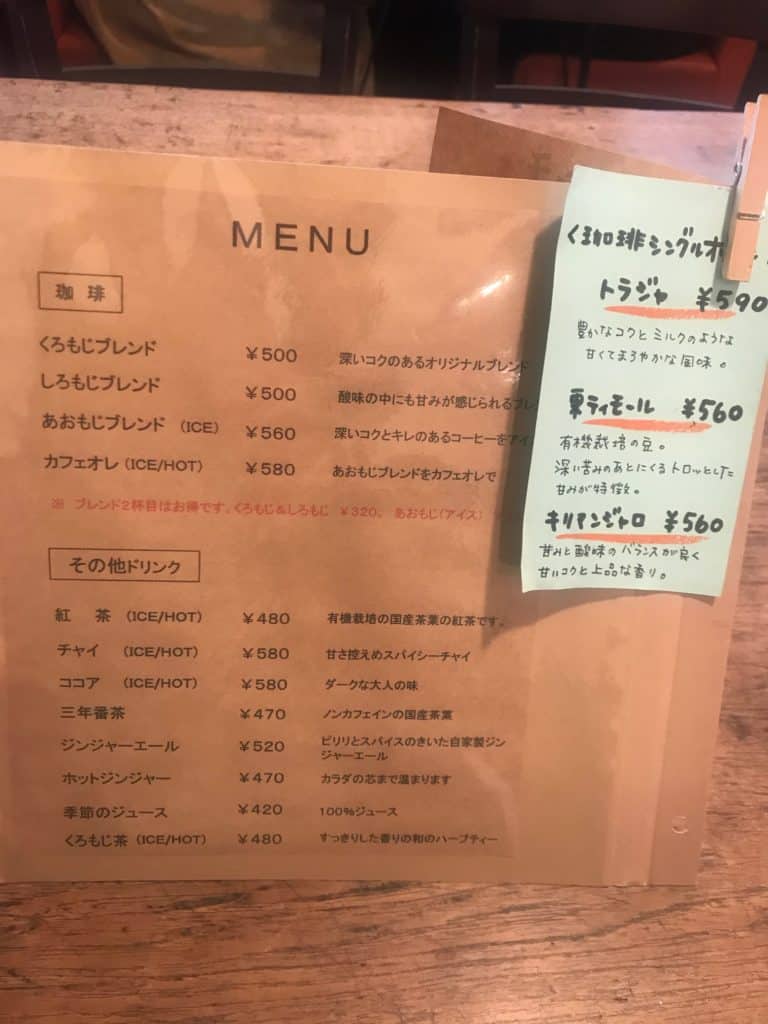 MENU
珈琲
くろもじブレンド ￥500 深いコクのあるオリジナルブレンド
しろもじブレンド ￥500 酸味の中にも甘みが感じられるブレ
あおもじブレンド (ICE) ￥560 深いコクとキレのあるコーヒーをアイ
カフェオレ (ICE/HOT) ￥580 あおもじブレンドをカフェオレで
※ ブレンド2杯目はお得です。くろもじ&しろもじ ￥320、 あおもじ(アイス)
その他ドリンク
紅 茶 (ICE/HOT) ￥480 有機栽培の国産茶葉の紅茶です。
チャイ (ICE/HOT) ￥580 甘さ控えめスパイシーチャイ
ココア (ICE/HOT) ￥580 ダークな大人の味
三年番茶 ￥470 ノンカフェインの国産茶葉
ジンジャーエール ￥520 ピリリとスパイスのきいた自家製ジン
ジャーエール
ホットジンジャー ￥470 カラダの芯まで温まります
季節のジュース ￥420 100%ジュース
くろもじ茶 (ICE/HOT) ￥480 すっきりした香りの和のハーブティー
く珈琲シングルオ
トラジャ ￥590
豊かなコクとミルクのような
甘くてまろやかな風味。
東ティモール ￥560
有機栽培の豆。
深い苦みのあとにくるトロッとした
甘みが特徴。
キリマンジャロ ￥560
甘みと酸味のバランスが良く
甘いコクと上品な香り。